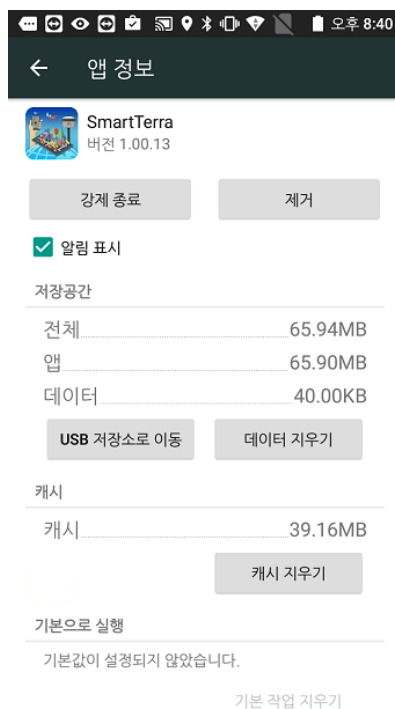 오후 8:40
앱 정보
SmartTerra
버전 1.00.13
강제 종료
제거
알림 표시
저장공간
전체 65.94MB
앱 65.90MB
데이터 40.00KB
USB 저장소로 이동
데이터 지우기
캐시
캐시 39.16MB
캐시 지우기
기본으로 실행
기본값이 설정되지 않았습니다.
기본 작업 지우기